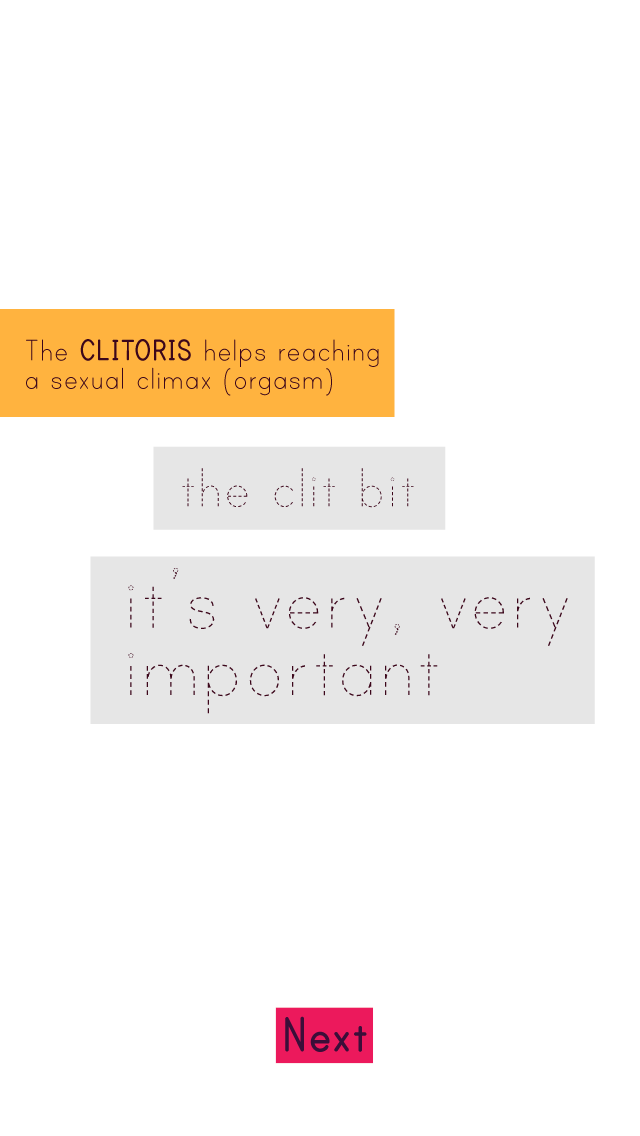 The CLITORIS helps reaching
a sexual climax (orgasm)
the clit bit
it's very, very
important
Next